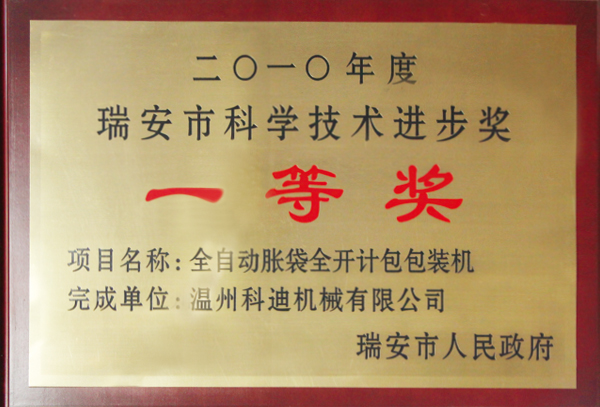 二〇一〇年度
瑞安市科学技术进步奖
一等奖
项目名称:全自动胀袋全开计包包装机
完成单位:温州科迪机械有限公司
瑞安市人民政府